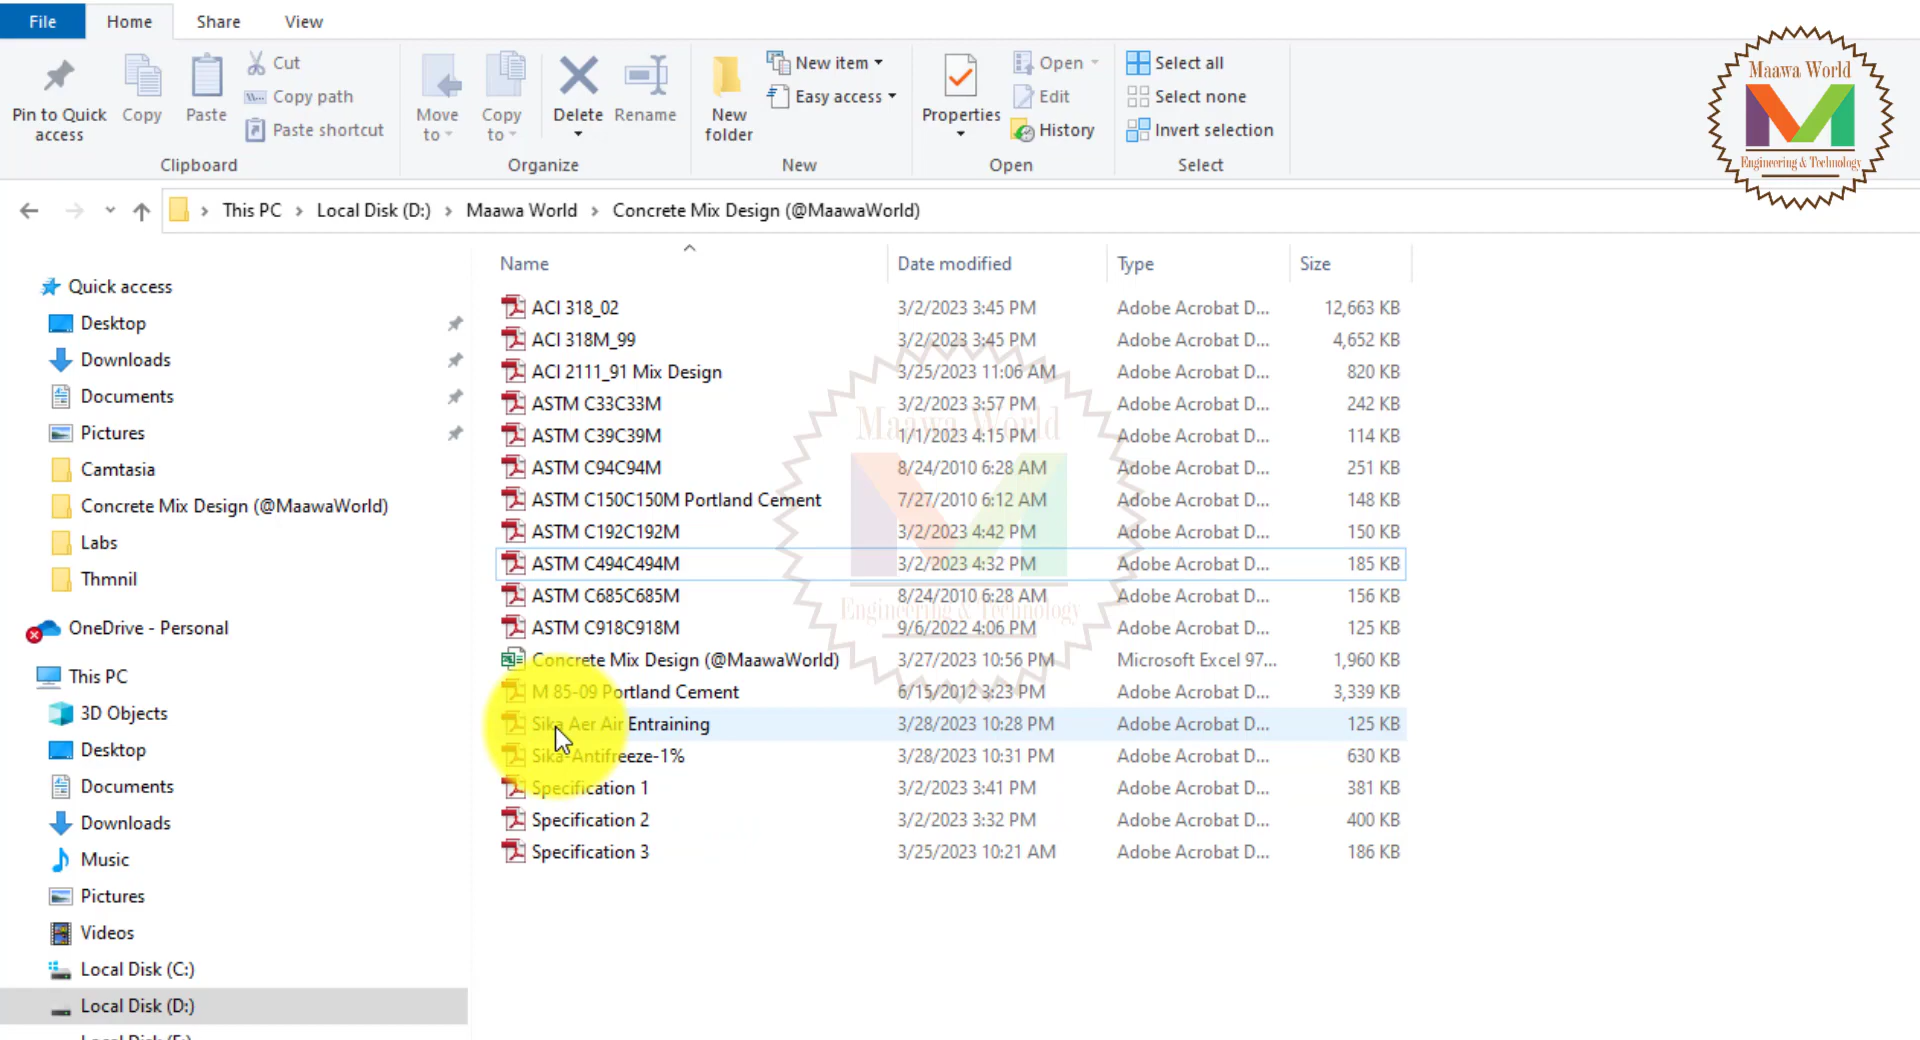 File Home Share View
Pin to Quick access
Copy
Paste
Cut
Copy path
Paste shortcut
Clipboard
Move to
Copy to
Delete
Rename
Organize
New folder
New item
Easy access
New
Properties
Open
Edit
History
Open
Select all
Select none
Invert selection
Select
Maawa World
Engineering & Technology
This PC › Local Disk (D:) › Maawa World › Concrete Mix Design (@MaawaWorld)
Quick access
Desktop
Downloads
Documents
Pictures
Camtasia
Concrete Mix Design (@MaawaWorld)
Labs
Thmnil
OneDrive - Personal
This PC
3D Objects
Desktop
Documents
Downloads
Music
Pictures
Videos
Local Disk (C:)
Local Disk (D:)
Name Date modified Type Size
ACI 318_02 3/2/2023 3:45 PM Adobe Acrobat D... 12,663 KB
ACI 318M_99 3/2/2023 3:45 PM Adobe Acrobat D... 4,652 KB
ACI 2111_91 Mix Design 3/25/2023 11:06 AM Adobe Acrobat D... 820 KB
ASTM C33C33M 3/2/2023 3:57 PM Adobe Acrobat D... 242 KB
ASTM C39C39M 1/1/2023 4:15 PM Adobe Acrobat D... 114 KB
ASTM C94C94M 8/24/2010 6:28 AM Adobe Acrobat D... 251 KB
ASTM C150C150M Portland Cement 7/27/2010 6:12 AM Adobe Acrobat D... 148 KB
ASTM C192C192M 3/2/2023 4:42 PM Adobe Acrobat D... 150 KB
ASTM C494C494M 3/2/2023 4:32 PM Adobe Acrobat D... 185 KB
ASTM C685C685M 8/24/2010 6:28 AM Adobe Acrobat D... 156 KB
ASTM C918C918M 9/6/2022 4:06 PM Adobe Acrobat D... 125 KB
Concrete Mix Design (@MaawaWorld) 3/27/2023 10:56 PM Microsoft Excel 97... 1,960 KB
M 85-09 Portland Cement 6/15/2012 3:23 PM Adobe Acrobat D... 3,339 KB
Sika Aer Air Entraining 3/28/2023 10:28 PM Adobe Acrobat D... 125 KB
Sika-Antifreeze-1% 3/28/2023 10:31 PM Adobe Acrobat D... 630 KB
Specification 1 3/2/2023 3:41 PM Adobe Acrobat D... 381 KB
Specification 2 3/2/2023 3:32 PM Adobe Acrobat D... 400 KB
Specification 3 3/25/2023 10:21 AM Adobe Acrobat D... 186 KB
Maawa World
Engineering & Technology